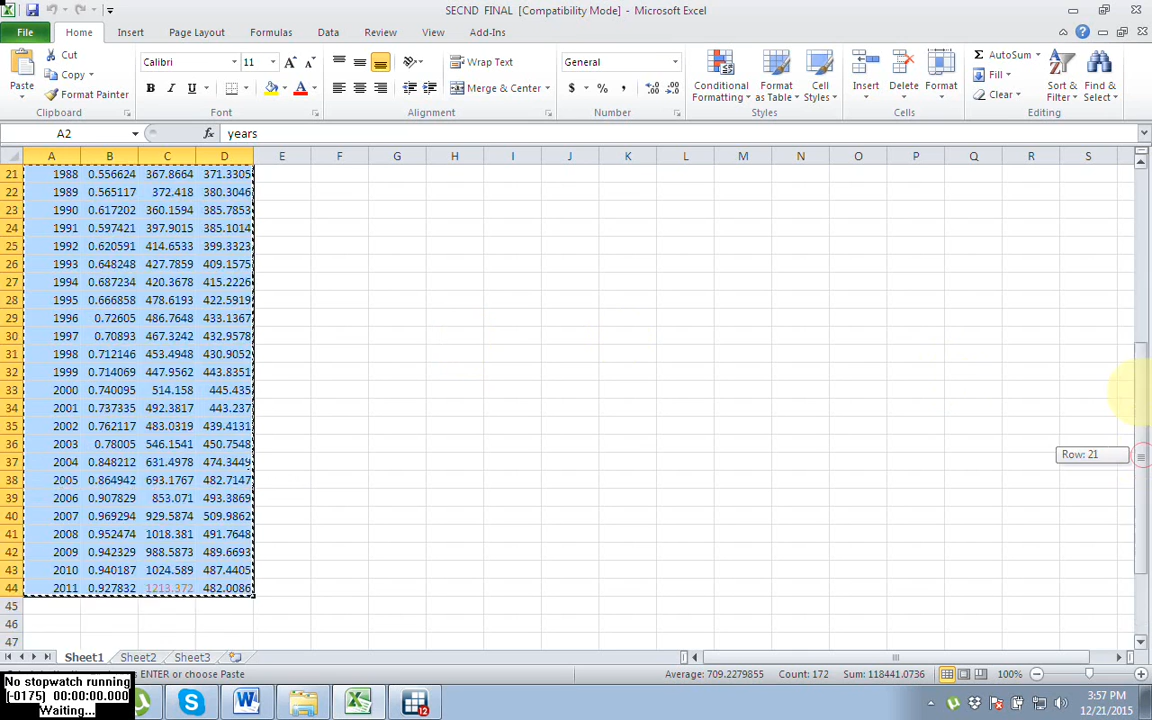 SECND FINAL [Compatibility Mode] - Microsoft Excel
File Home Insert Page Layout Formulas Data Review View Add-Ins
Paste
Cut
Copy
Format Painter
Clipboard
Calibri 11
B I U A
Font
Wrap Text
Merge & Center
Alignment
General
$ % ,
Number
Conditional Formatting
Format as Table
Cell Styles
Styles
Insert Delete Format
Cells
Σ AutoSum
Fill
Clear
Sort & Filter
Find & Select
Editing
A2 fx years
A B C D E F G H I J K L M N O P Q R S
21 1988 0.556624 367.8664 371.3305
22 1989 0.565117 372.418 380.3046
23 1990 0.617202 360.1594 385.7853
24 1991 0.597421 397.9015 385.1014
25 1992 0.620591 414.6533 399.3323
26 1993 0.648248 427.7859 409.1575
27 1994 0.687234 420.3678 415.2226
28 1995 0.666858 478.6193 422.5919
29 1996 0.72605 486.7648 433.1367
30 1997 0.70893 467.3242 432.9578
31 1998 0.712146 453.4948 430.9052
32 1999 0.714069 447.9562 443.8351
33 2000 0.740095 514.158 445.435
34 2001 0.737335 492.3817 443.237
35 2002 0.762117 483.0319 439.4131
36 2003 0.78005 546.1541 450.7548
37 2004 0.848212 631.4978 474.3449
Row: 21
38 2005 0.864942 693.1767 482.7147
39 2006 0.907829 853.071 493.3869
40 2007 0.969294 929.5874 509.9862
41 2008 0.952474 1018.381 491.7648
42 2009 0.942329 988.5873 489.6693
43 2010 0.940187 1024.589 487.4405
44 2011 0.927832 1213.372 482.0086
45
46
47
Sheet1 Sheet2 Sheet3
ENTER or choose Paste
Average: 709.2279855 Count: 172 Sum: 118441.0736 100%
No stopwatch running
[-0175] 00:00:00.000
Waiting...
12
3:57 PM
12/21/2015